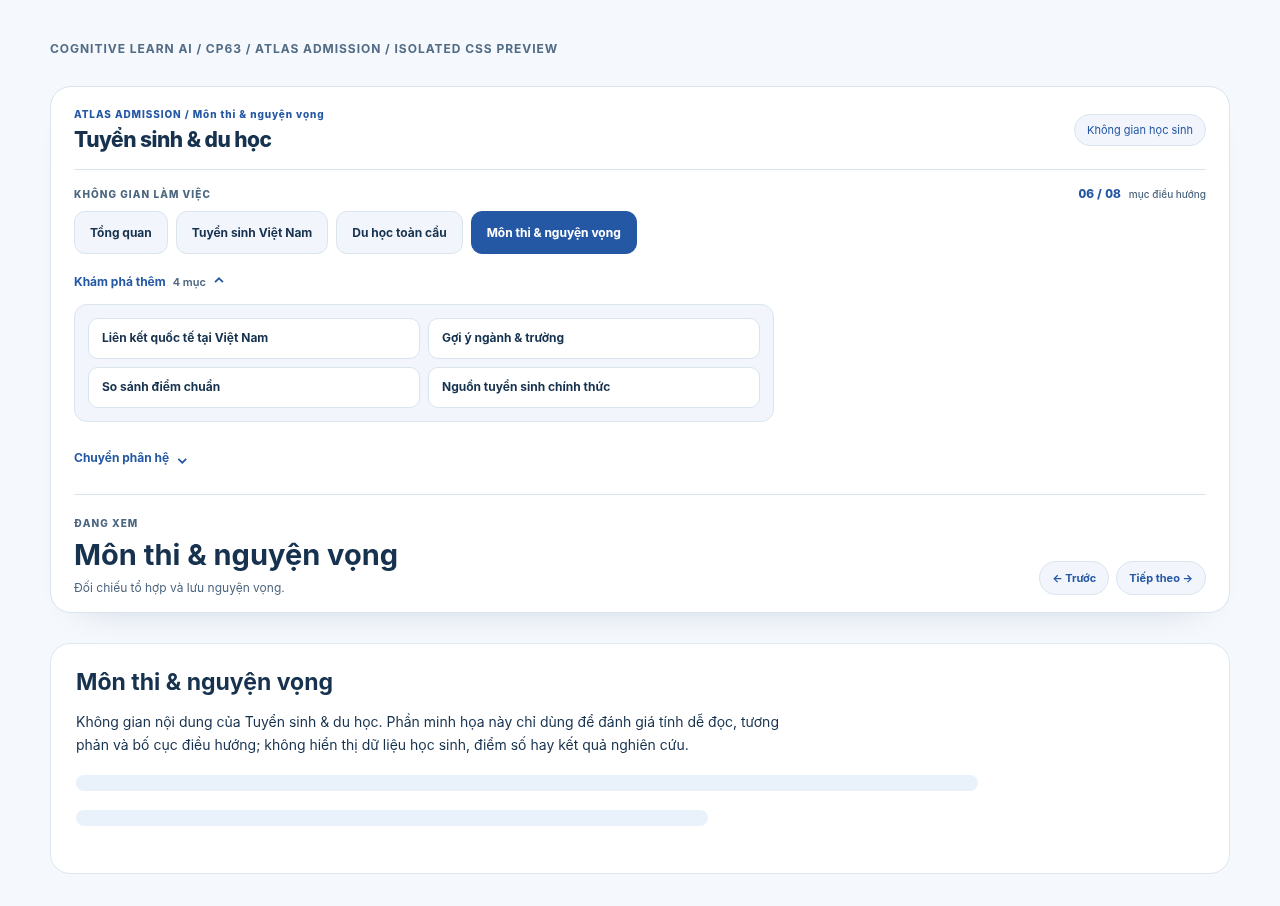 COGNITIVE LEARN AI / CP63 / ATLAS ADMISSION / ISOLATED CSS PREVIEW
ATLAS ADMISSION / Môn thi & nguyện vọng
Tuyển sinh & du học
Không gian học sinh
KHÔNG GIAN LÀM VIỆC
06 / 08 mục điều hướng
Tổng quan
Tuyển sinh Việt Nam
Du học toàn cầu
Môn thi & nguyện vọng
Khám phá thêm 4 mục
Liên kết quốc tế tại Việt Nam
Gợi ý ngành & trường
So sánh điểm chuẩn
Nguồn tuyển sinh chính thức
Chuyển phân hệ
ĐANG XEM
Môn thi & nguyện vọng
Đối chiếu tổ hợp và lưu nguyện vọng.
← Trước
Tiếp theo →
Môn thi & nguyện vọng
Không gian nội dung của Tuyển sinh & du học. Phần minh họa này chỉ dùng để đánh giá tính dễ đọc, tương
phản và bố cục điều hướng; không hiển thị dữ liệu học sinh, điểm số hay kết quả nghiên cứu.